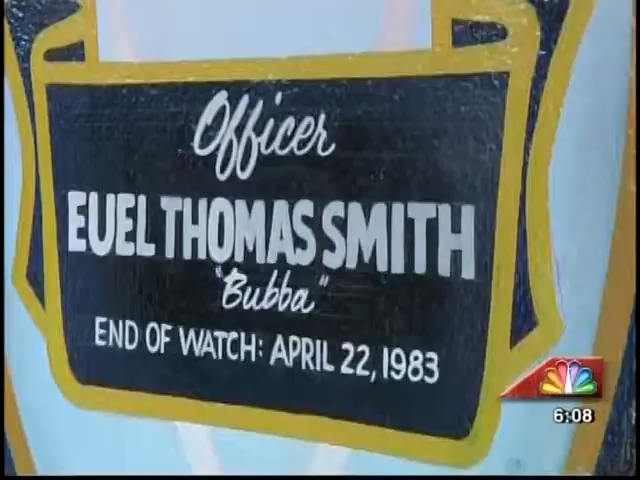 Officer
EUEL THOMAS SMITH
"Bubba"
END OF WATCH: APRIL 22, 1983
6:08